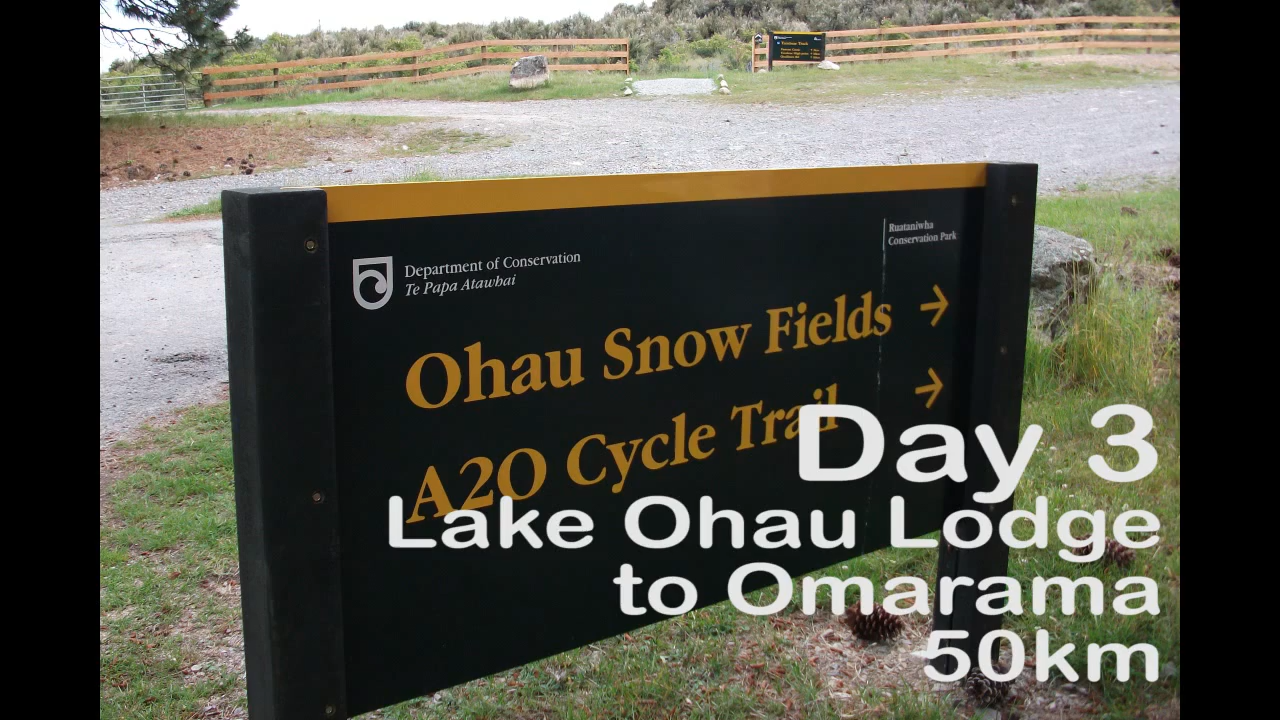 Department of Conservation
Te Papa Atawhai
Ruataniwha
Conservation Park
Ohau Snow Fields →
A2O Cycle Trail →
Day 3
Lake Ohau Lodge
to Omarama
50km